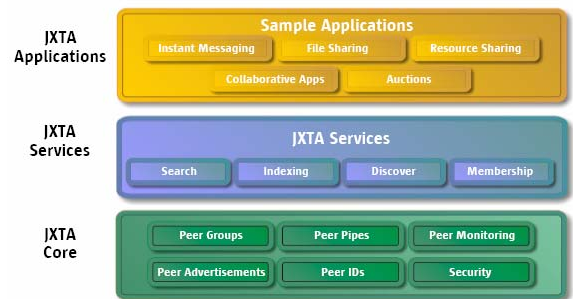 JXTA
Applications
Sample Applications
Instant Messaging
File Sharing
Resource Sharing
Collaborative Apps
Auctions
JXTA
Services
JXTA Services
Search
Indexing
Discover
Membership
JXTA
Core
Peer Groups
Peer Pipes
Peer Monitoring
Peer Advertisements
Peer IDs
Security